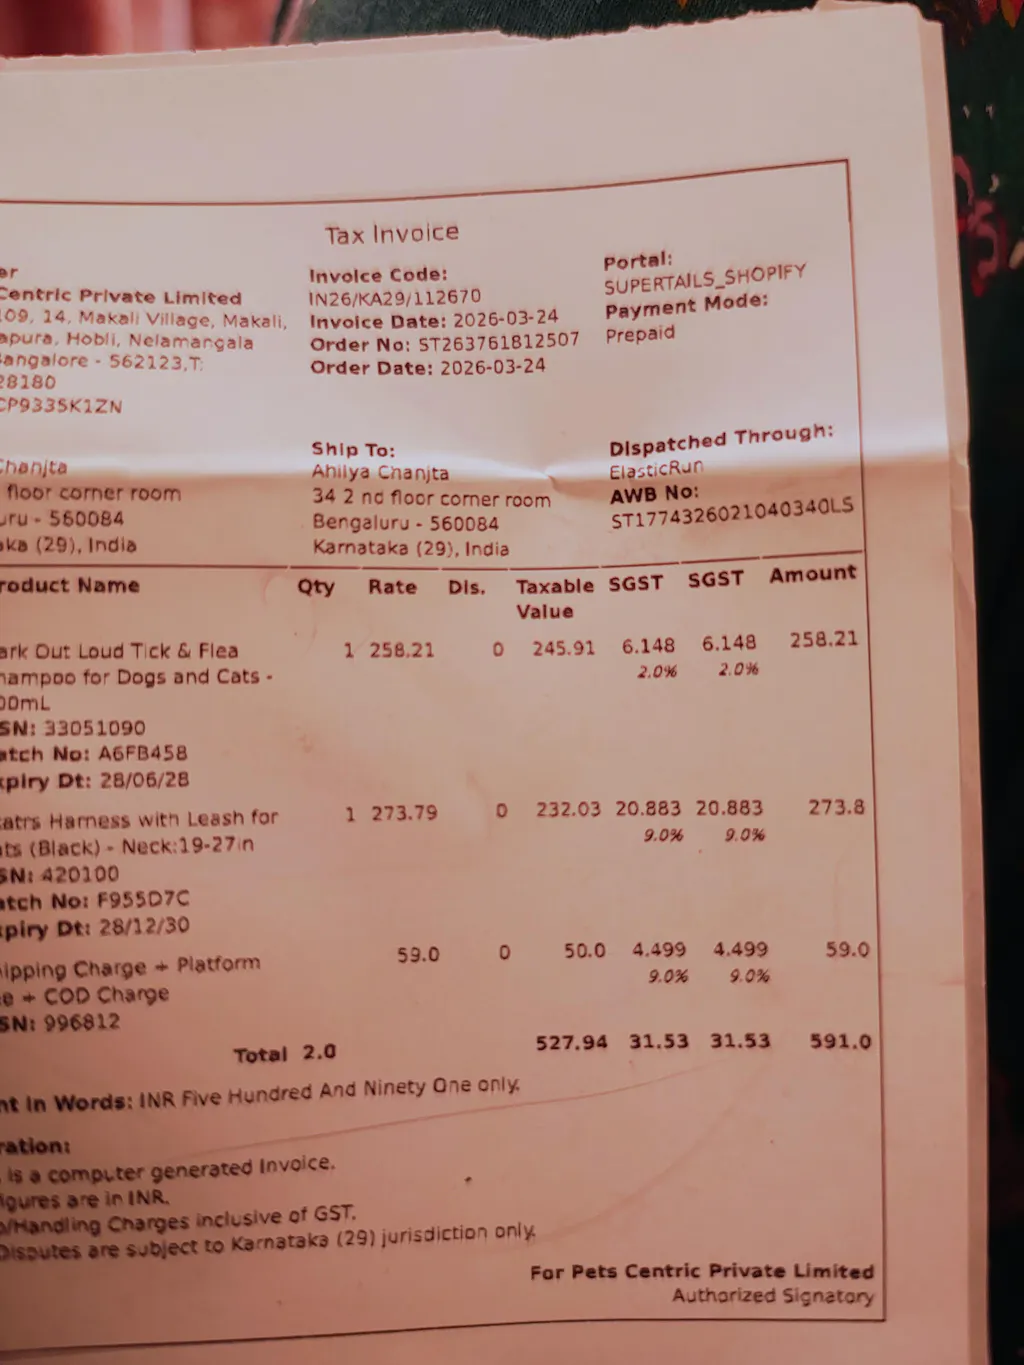 Tax Invoice
er
Centric Private Limited
109, 14, Makali Village, Makali,
apura, Hobli, Nelamangala
Bangalore - 562123,T:
28180
CP9335K1ZN
Invoice Code:
IN26/KA29/112670
Invoice Date: 2026-03-24
Order No: ST263761812507
Order Date: 2026-03-24
Portal:
SUPERTAILS_SHOPIFY
Payment Mode:
Prepaid
Chanjta
floor corner room
uru - 560084
aka (29), India
Ship To:
Ahilya Chanjta
34 2 nd floor corner room
Bengaluru - 560084
Karnataka (29), India
Dispatched Through:
ElasticRun
AWB No:
ST1774326021040340LS
roduct Name Qty Rate Dis. Taxable Value SGST SGST Amount
ark Out Loud Tick & Flea 1 258.21 0 245.91 6.148 6.148 258.21
hampoo for Dogs and Cats - 2.0% 2.0%
00mL
SN: 33051090
atch No: A6FB458
xpiry Dt: 28/06/28
atrs Harness with Leash for 1 273.79 0 232.03 20.883 20.883 273.8
ats (Black) - Neck:19-27in 9.0% 9.0%
SN: 420100
atch No: F955D7C
xpiry Dt: 28/12/30
hipping Charge + Platform 59.0 0 50.0 4.499 4.499 59.0
e + COD Charge 9.0% 9.0%
SN: 996812
Total 2.0 527.94 31.53 31.53 591.0
nt In Words: INR Five Hundred And Ninety One only.
ration:
is a computer generated Invoice.
igures are in INR.
/Handling Charges inclusive of GST.
Disputes are subject to Karnataka (29) jurisdiction only.
For Pets Centric Private Limited
Authorized Signatory